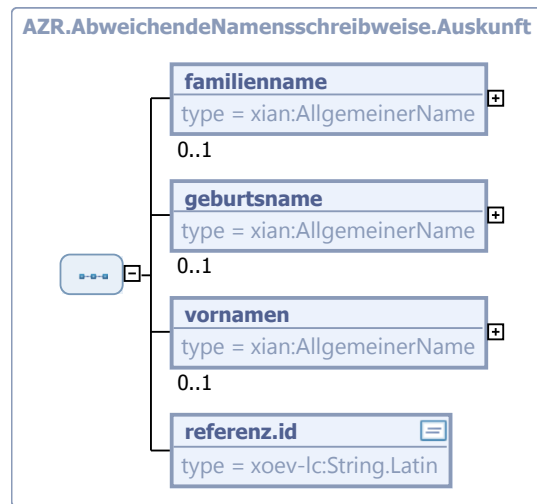 AZR.AbweichendeNamensschreibweise.Auskunft
familienname
type = xian:AllgemeinerName
0..1
geburtsname
type = xian:AllgemeinerName
0..1
vornamen
type = xian:AllgemeinerName
0..1
referenz.id
type = xoev-lc:String.Latin